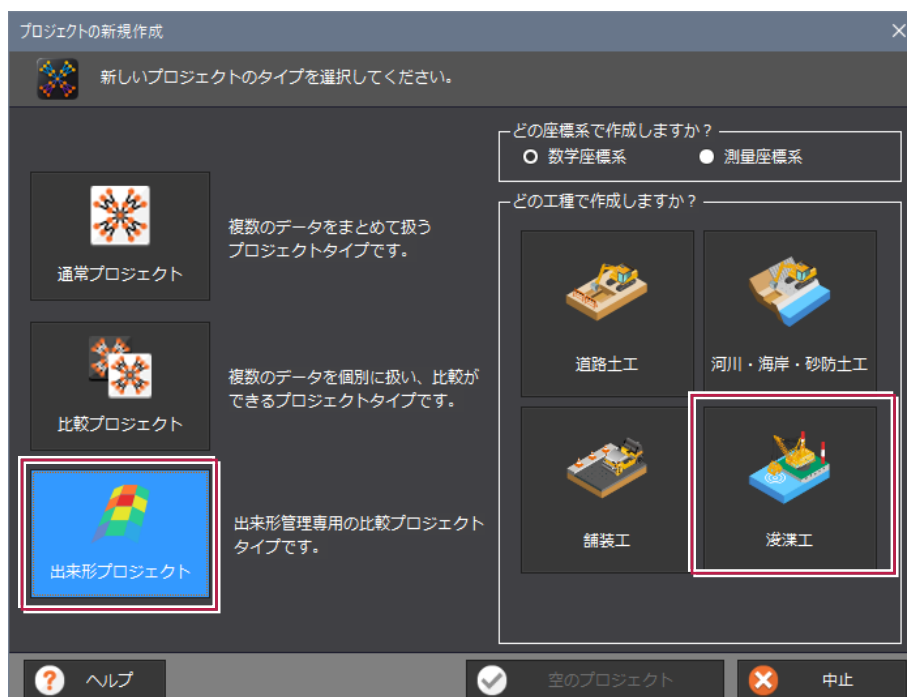 プロジェクトの新規作成
新しいプロジェクトのタイプを選択してください。
通常プロジェクト
複数のデータをまとめて扱う
プロジェクトタイプです。
比較プロジェクト
複数のデータを個別に扱い、比較が
できるプロジェクトタイプです。
出来形プロジェクト
出来形管理専用の比較プロジェクト
タイプです。
どの座標系で作成しますか？
数学座標系
測量座標系
どの工種で作成しますか？
道路土工
河川・海岸・砂防土工
舗装工
浚渫工
ヘルプ
空のプロジェクト
中止